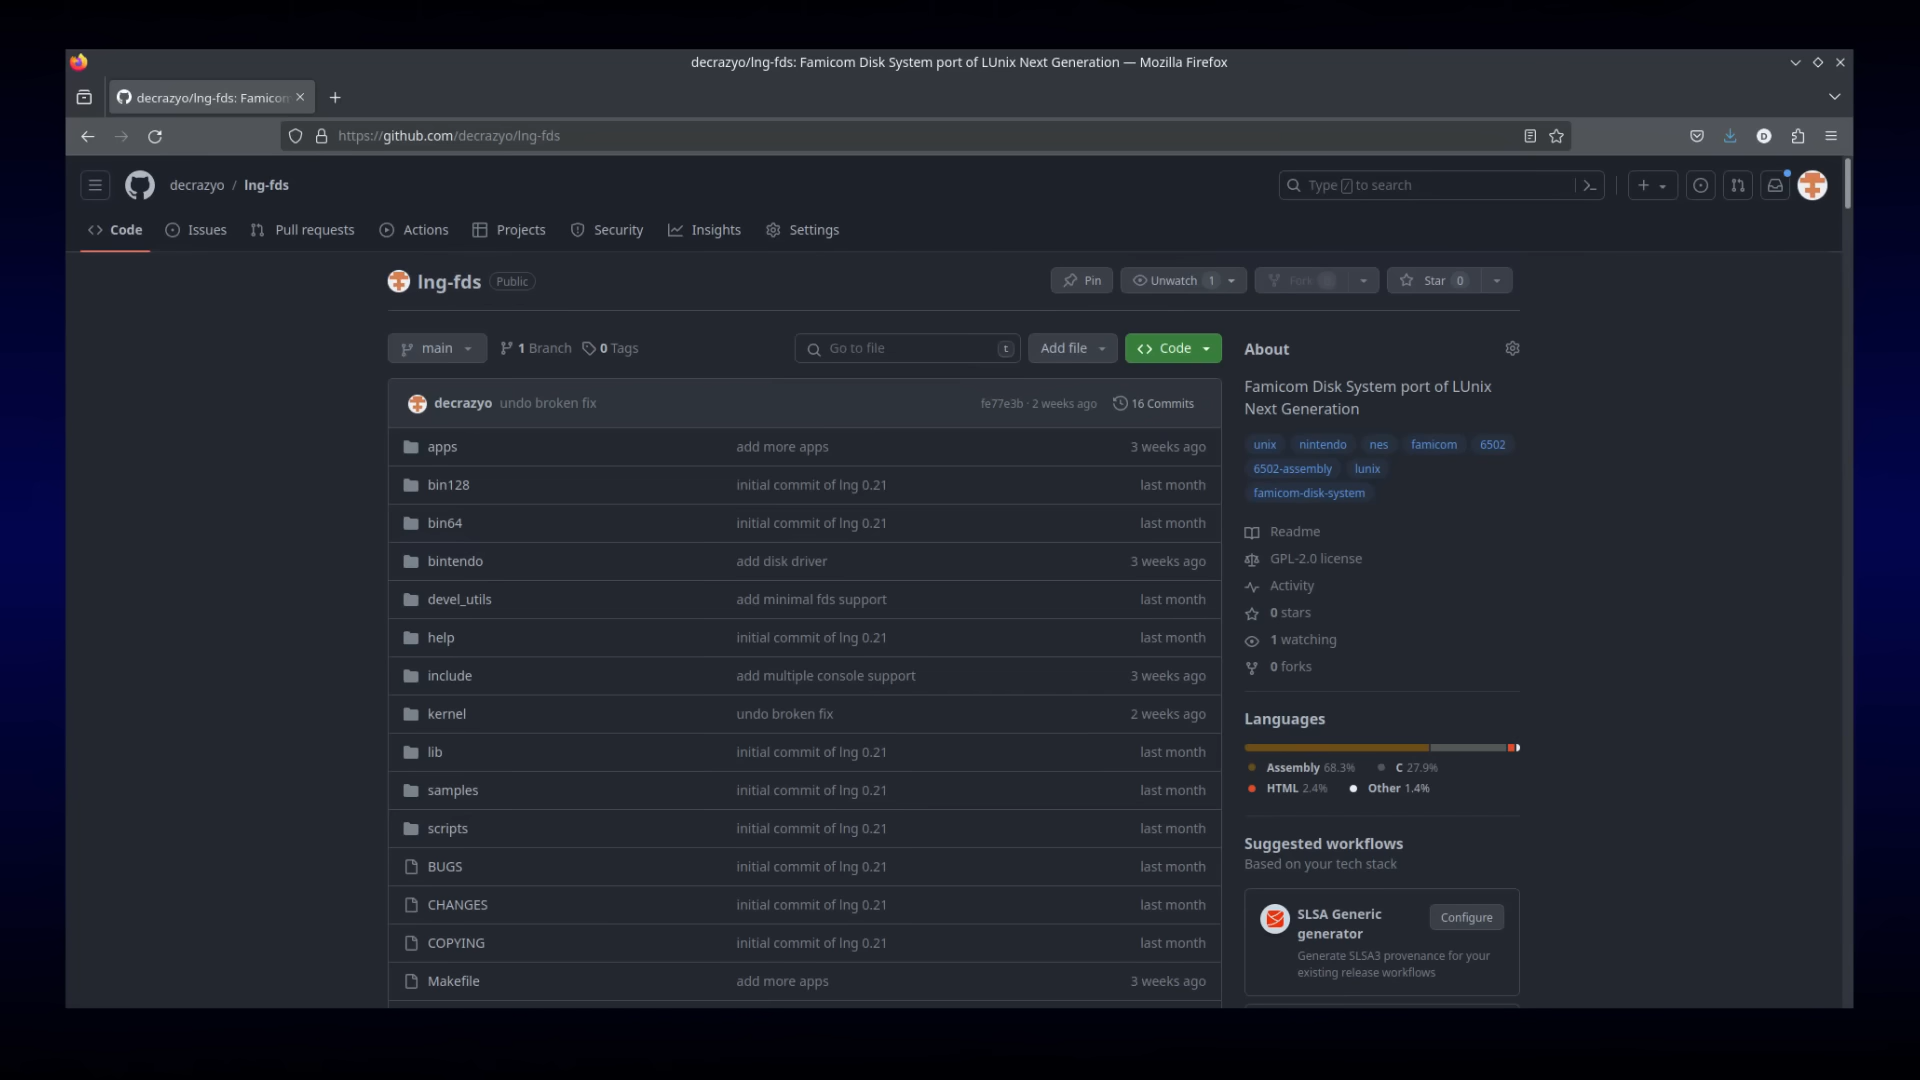 decrazyo/lng-fds: Famicom Disk System port of LUnix Next Generation — Mozilla Firefox
decrazyo/lng-fds: Famicon
https://github.com/decrazyo/lng-fds
decrazyo / lng-fds
Type / to search
Code Issues Pull requests Actions Projects Security Insights Settings
lng-fds Public
Pin Unwatch 1 Fork Star 0
main 1 Branch 0 Tags Go to file t Add file Code
decrazyo undo broken fix fe77e3b · 2 weeks ago 16 Commits
apps add more apps 3 weeks ago
bin128 initial commit of lng 0.21 last month
bin64 initial commit of lng 0.21 last month
bintendo add disk driver 3 weeks ago
devel_utils add minimal fds support last month
help initial commit of lng 0.21 last month
include add multiple console support 3 weeks ago
kernel undo broken fix 2 weeks ago
lib initial commit of lng 0.21 last month
samples initial commit of lng 0.21 last month
scripts initial commit of lng 0.21 last month
BUGS initial commit of lng 0.21 last month
CHANGES initial commit of lng 0.21 last month
COPYING initial commit of lng 0.21 last month
Makefile add more apps 3 weeks ago
About
Famicom Disk System port of LUnix
Next Generation
unix nintendo nes famicom 6502
6502-assembly lunix
famicom-disk-system
Readme
GPL-2.0 license
Activity
0 stars
1 watching
0 forks
Languages
Assembly 68.3% C 27.9%
HTML 2.4% Other 1.4%
Suggested workflows
Based on your tech stack
SLSA Generic
generator
Configure
Generate SLSA3 provenance for your
existing release workflows